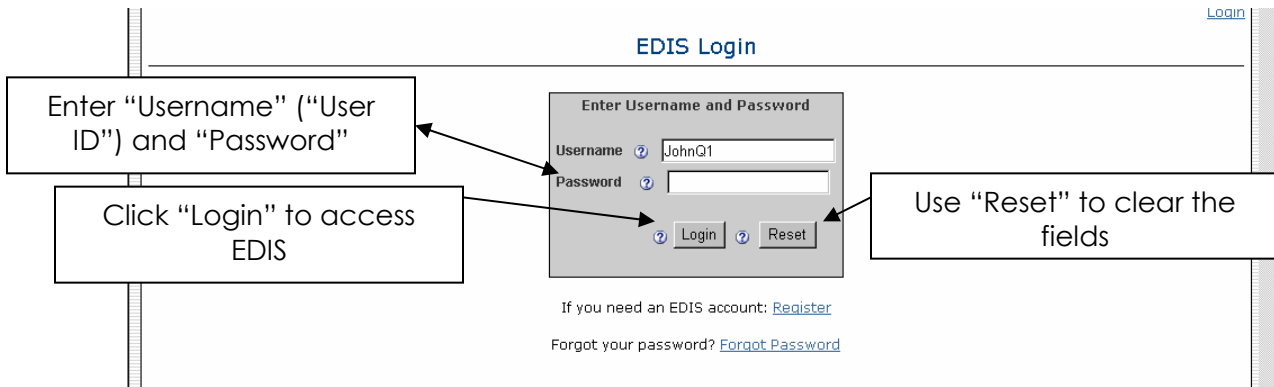 Login
EDIS Login
Enter “Username” (“User
ID”) and “Password”
Enter Username and Password
Username ? JohnQ1
Password ?
Click “Login” to access
EDIS
Use “Reset” to clear the
fields
? Login ? Reset
If you need an EDIS account: Register
Forgot your password? Forgot Password